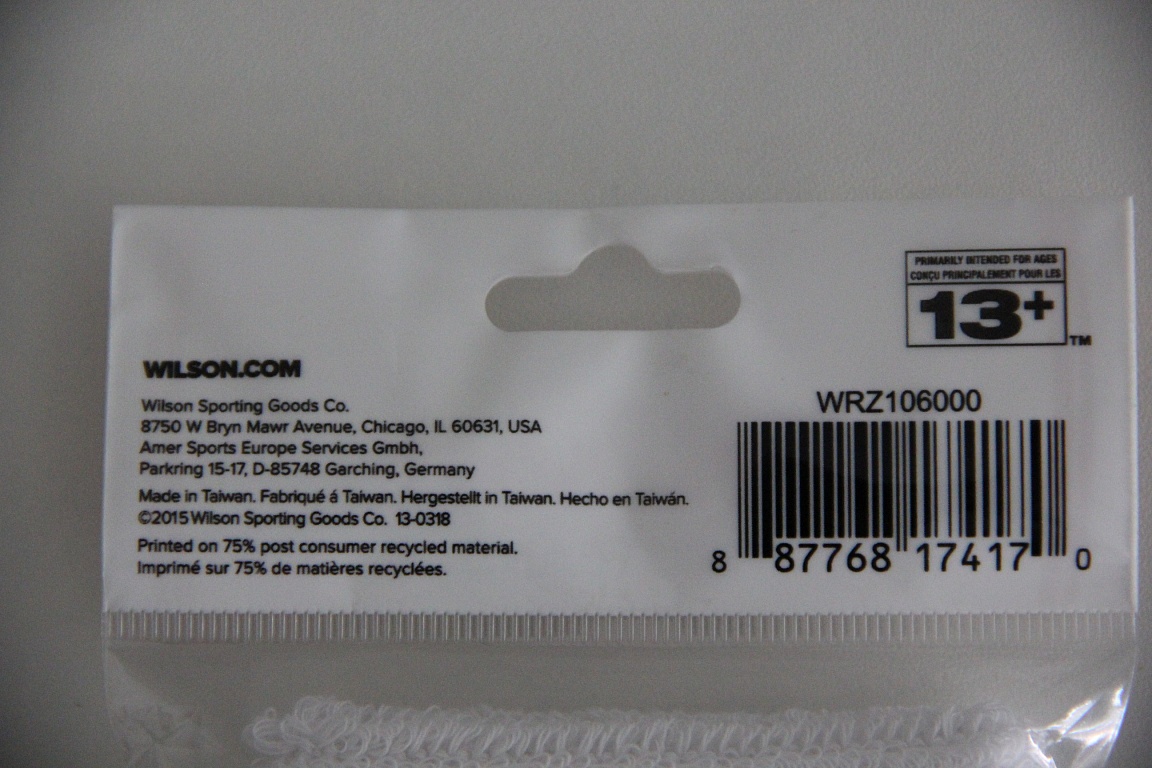 PRIMARILY INTENDED FOR AGES
CONÇU PRINCIPALEMENT POUR LES
13+
TM
WILSON.COM
Wilson Sporting Goods Co.
8750 W Bryn Mawr Avenue, Chicago, IL 60631, USA
Amer Sports Europe Services Gmbh,
Parkring 15-17, D-85748 Garching, Germany
Made in Taiwan. Fabriqué á Taiwan. Hergestellt in Taiwan. Hecho en Taiwán.
©2015 Wilson Sporting Goods Co. 13-0318
Printed on 75% post consumer recycled material.
Imprimé sur 75% de matières recyclées.
WRZ106000
8 87768 17417 0